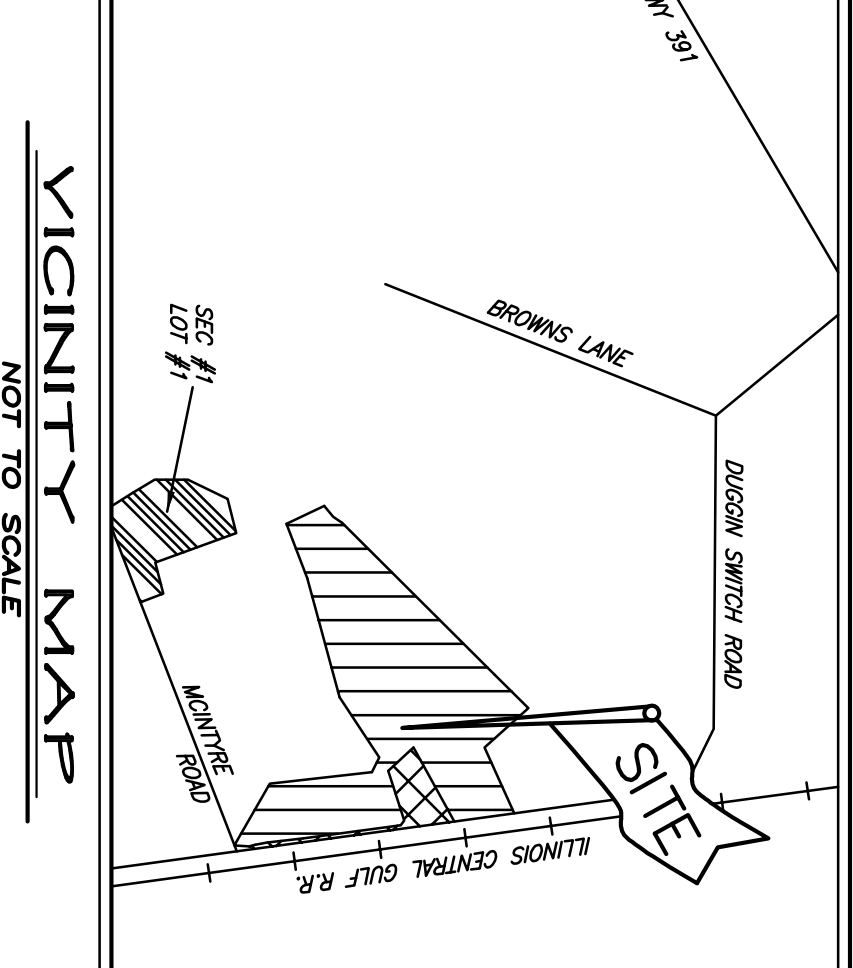 WY 391
BROWNS LANE
DUGGIN SWITCH ROAD
SEC #1
LOT #1
MCINTYRE
ROAD
SITE
ILLINOIS CENTRAL GULF R.R.
VICINITY MAP
NOT TO SCALE